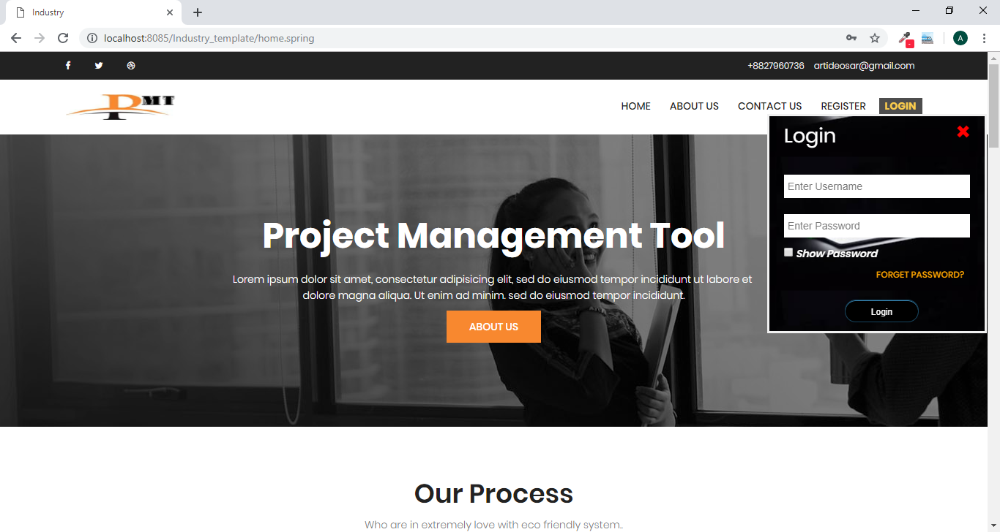 Industry
localhost:8085/Industry_template/home.spring
A
+8827960736 artideosar@gmail.com
PMT
HOME ABOUT US CONTACT US REGISTER LOGIN
Login
Enter Username
Enter Password
Show Password
FORGET PASSWORD?
Login
Project Management Tool
Lorem ipsum dolor sit amet, consectetur adipisicing elit, sed do eiusmod tempor incididunt ut labore et
dolore magna aliqua. Ut enim ad minim. sed do eiusmod tempor incididunt.
ABOUT US
Our Process
Who are in extremely love with eco friendly system..